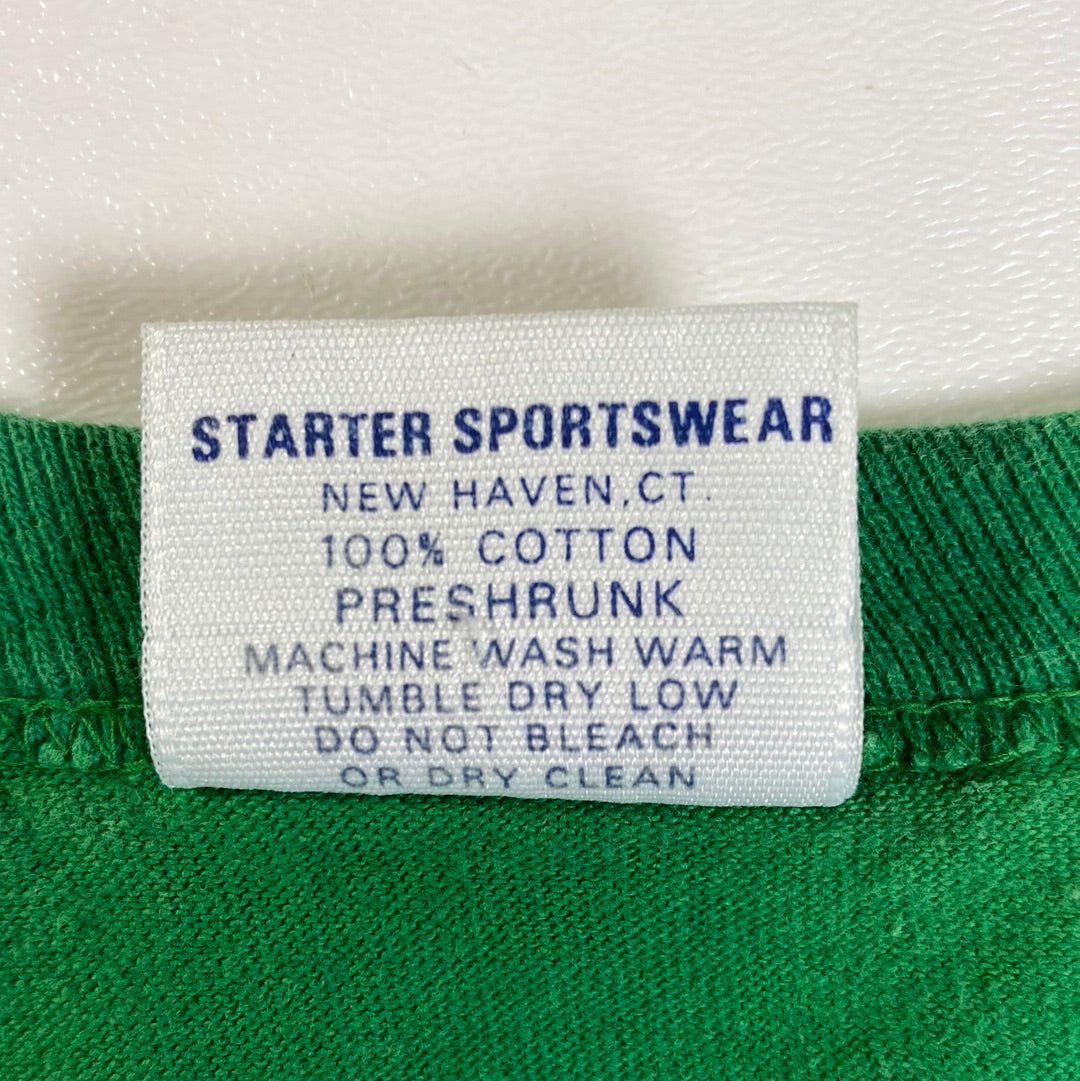 STARTER SPORTSWEAR
NEW HAVEN, CT.
100% COTTON
PRESHRUNK
MACHINE WASH WARM
TUMBLE DRY LOW
DO NOT BLEACH
OR DRY CLEAN